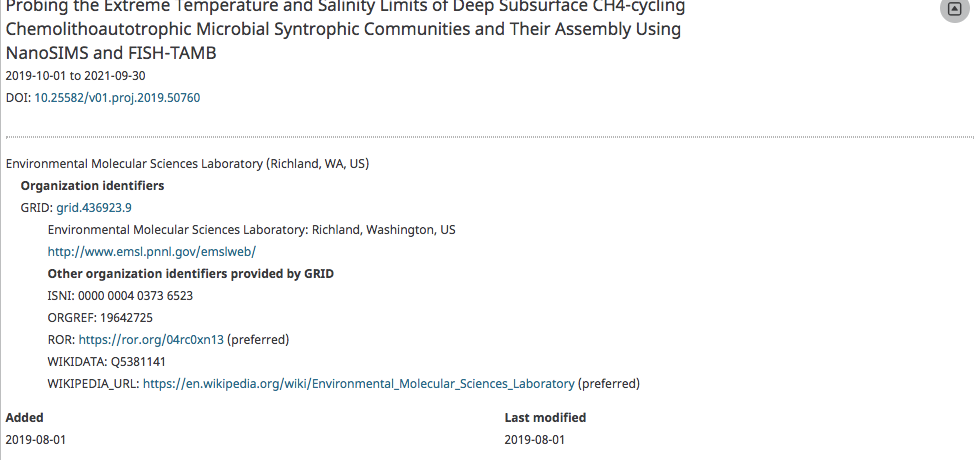 Probing the Extreme Temperature and Salinity Limits of Deep Subsurface CH4-cycling
Chemolithoautotrophic Microbial Syntrophic Communities and Their Assembly Using
NanoSIMS and FISH-TAMB
2019-10-01 to 2021-09-30
DOI: 10.25582/v01.proj.2019.50760
Environmental Molecular Sciences Laboratory (Richland, WA, US)
Organization identifiers
GRID: grid.436923.9
Environmental Molecular Sciences Laboratory: Richland, Washington, US
http://www.emsl.pnnl.gov/emslweb/
Other organization identifiers provided by GRID
ISNI: 0000 0004 0373 6523
ORGREF: 19642725
ROR: https://ror.org/04rc0xn13 (preferred)
WIKIDATA: Q5381141
WIKIPEDIA_URL: https://en.wikipedia.org/wiki/Environmental_Molecular_Sciences_Laboratory (preferred)
Added
2019-08-01
Last modified
2019-08-01